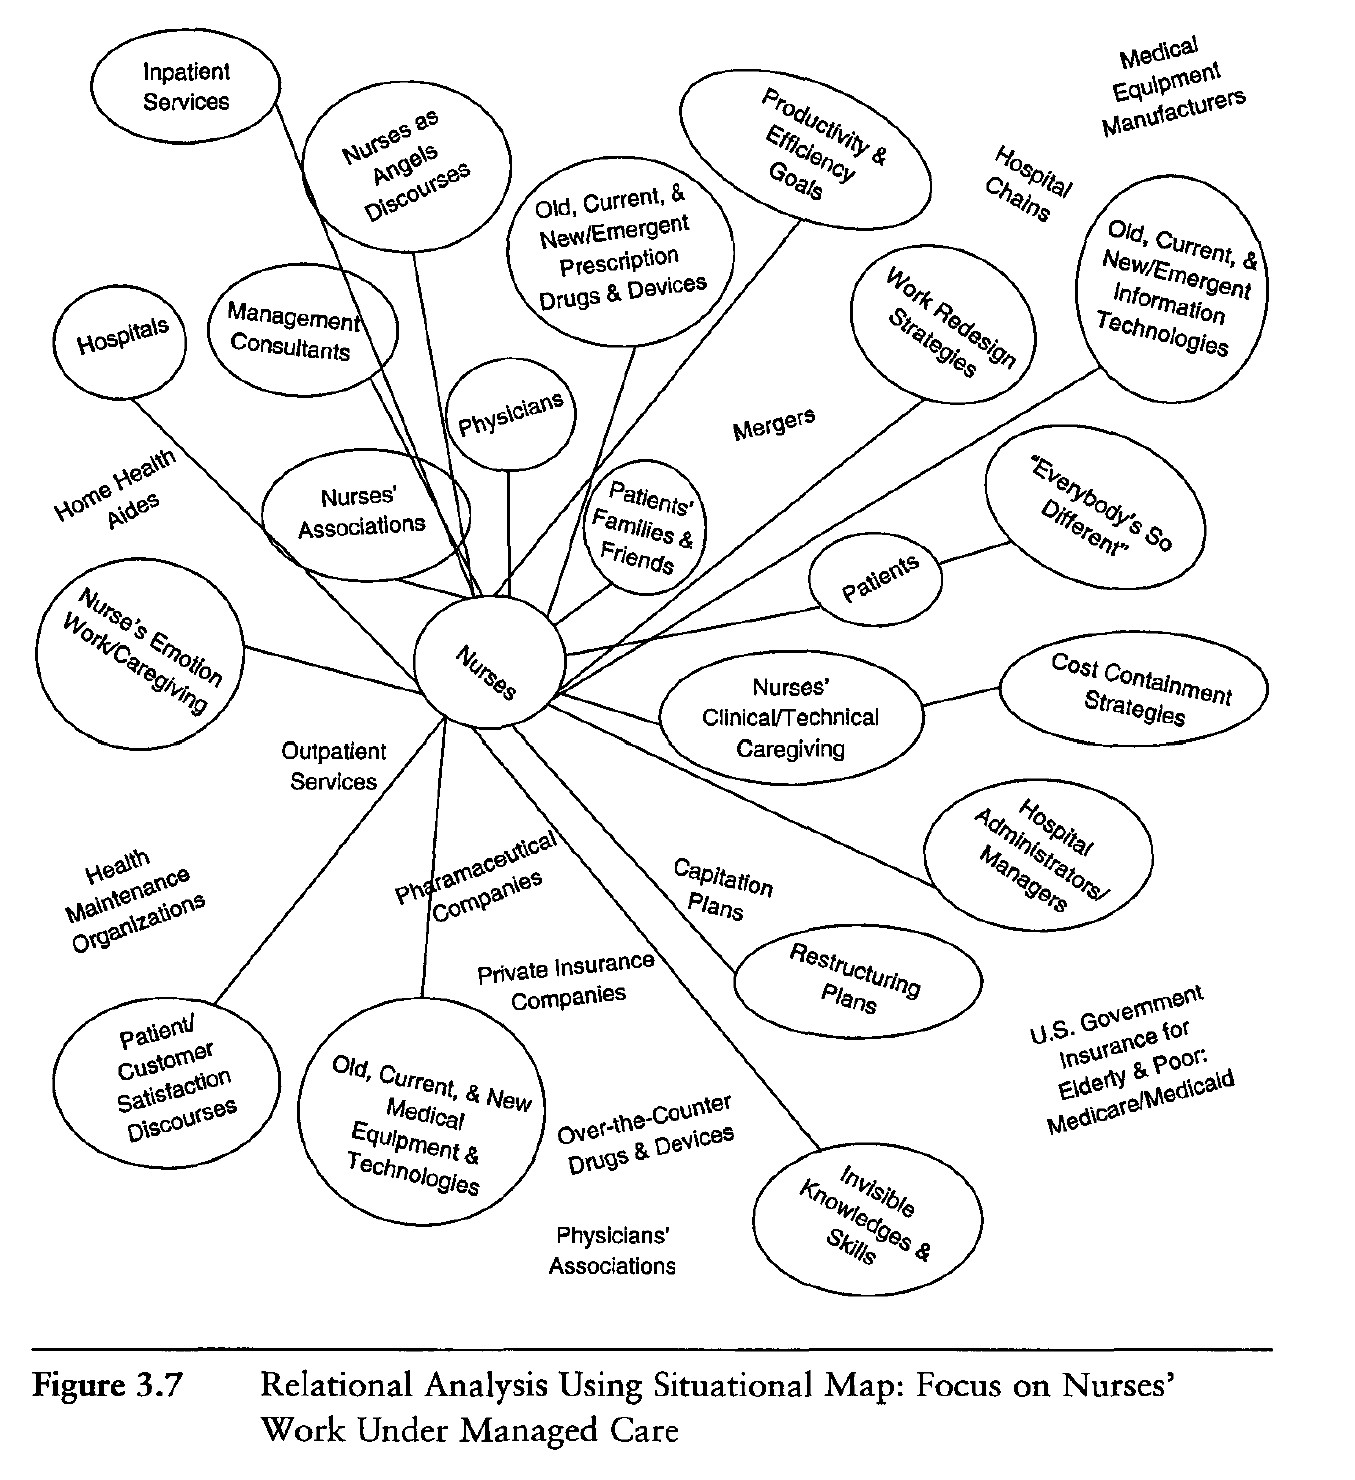 Inpatient
Services
Nurses as
Angels
Discourses
Old, Current, &
New/Emergent
Prescription
Drugs & Devices
Productivity &
Efficiency
Goals
Medical
Equipment
Manufacturers
Hospital
Chains
Old, Current, &
New/Emergent
Information
Technologies
Work Redesign
Strategies
Hospitals
Management
Consultants
Physicians
Mergers
"Everybody's So
Different"
Home Health
Aides
Nurses'
Associations
Patients'
Families &
Friends
Patients
Nurse's Emotion
Work/Caregiving
Nurses
Nurses'
Clinical/Technical
Caregiving
Cost Containment
Strategies
Outpatient
Services
Hospital
Administrators/
Managers
Health
Maintenance
Organizations
Pharamaceutical
Companies
Capitation
Plans
Private Insurance
Companies
Restructuring
Plans
U.S. Government
Insurance for
Elderly & Poor:
Medicare/Medicaid
Patient/
Customer
Satisfaction
Discourses
Old, Current, & New
Medical
Equipment &
Technologies
Over-the-Counter
Drugs & Devices
Invisible
Knowledges &
Skills
Physicians'
Associations
Figure 3.7 Relational Analysis Using Situational Map: Focus on Nurses'
Work Under Managed Care